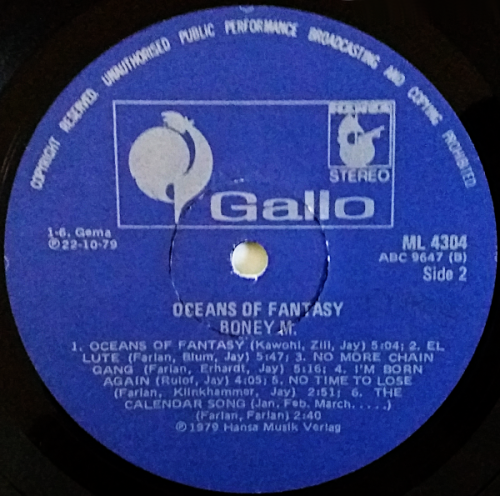 COPYRIGHT RESERVED. UNAUTHORISED PUBLIC PERFORMANCE BROADCASTING AND COPYING PROHIBITED.
HANSA
STEREO
Gallo
1-6. Gema
℗22-10-79
ML 4304
ABC 9647 (B)
Side 2
OCEANS OF FANTASY
BONEY M.
1. OCEANS OF FANTASY (Kawohl, Zill, Jay) 5:04; 2. EL
LUTE (Farian, Blum, Jay) 5:47; 3. NO MORE CHAIN
GANG (Farian, Erhardt, Jay) 5:16; 4. I'M BORN
AGAIN (Rulof, Jay) 4:05; 5. NO TIME TO LOSE
(Farian, Klinkhammer, Jay) 2:51; 6. THE
CALENDAR SONG (Jan. Feb. March.....)
(Farian, Farian) 2:40
℗ 1979 Hansa Musik Verlag